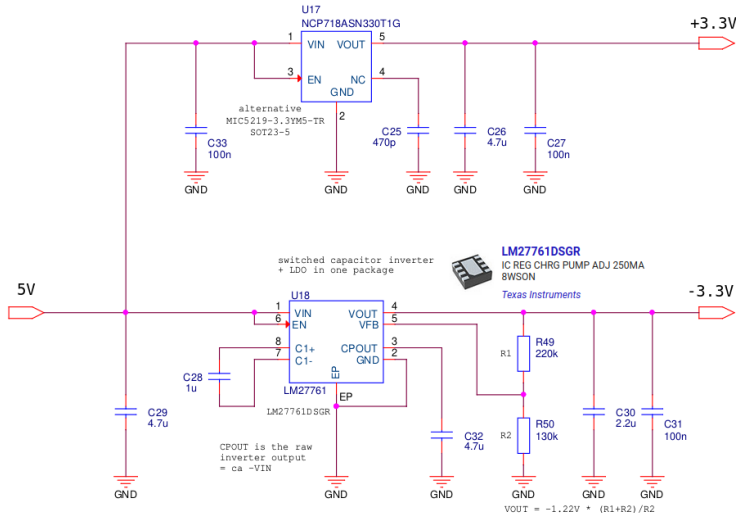 U17
NCP718ASN330T1G
+3.3V
1
VIN
VOUT
5
3
EN
NC
4
GND
2
alternative
MIC5219-3.3YM5-TR
SOT23-5
C33
100n
C25
470p
C26
4.7u
C27
100n
GND
GND
GND
GND
GND
switched capacitor inverter
+ LDO in one package
LM27761DSGR
IC REG CHRG PUMP ADJ 250MA
8WSON
Texas Instruments
5V
U18
-3.3V
1
VIN
VOUT
4
6
EN
VFB
5
8
C1+
CPOUT
3
7
C1-
GND
2
EP
EP
LM27761
LM27761DSGR
C28
1u
R1
R49
220k
C29
4.7u
R2
R50
130k
C30
2.2u
C31
100n
C32
4.7u
CPOUT is the raw
inverter output
= ca -VIN
GND
GND
GND
GND
GND
GND
VOUT = -1.22V * (R1+R2)/R2